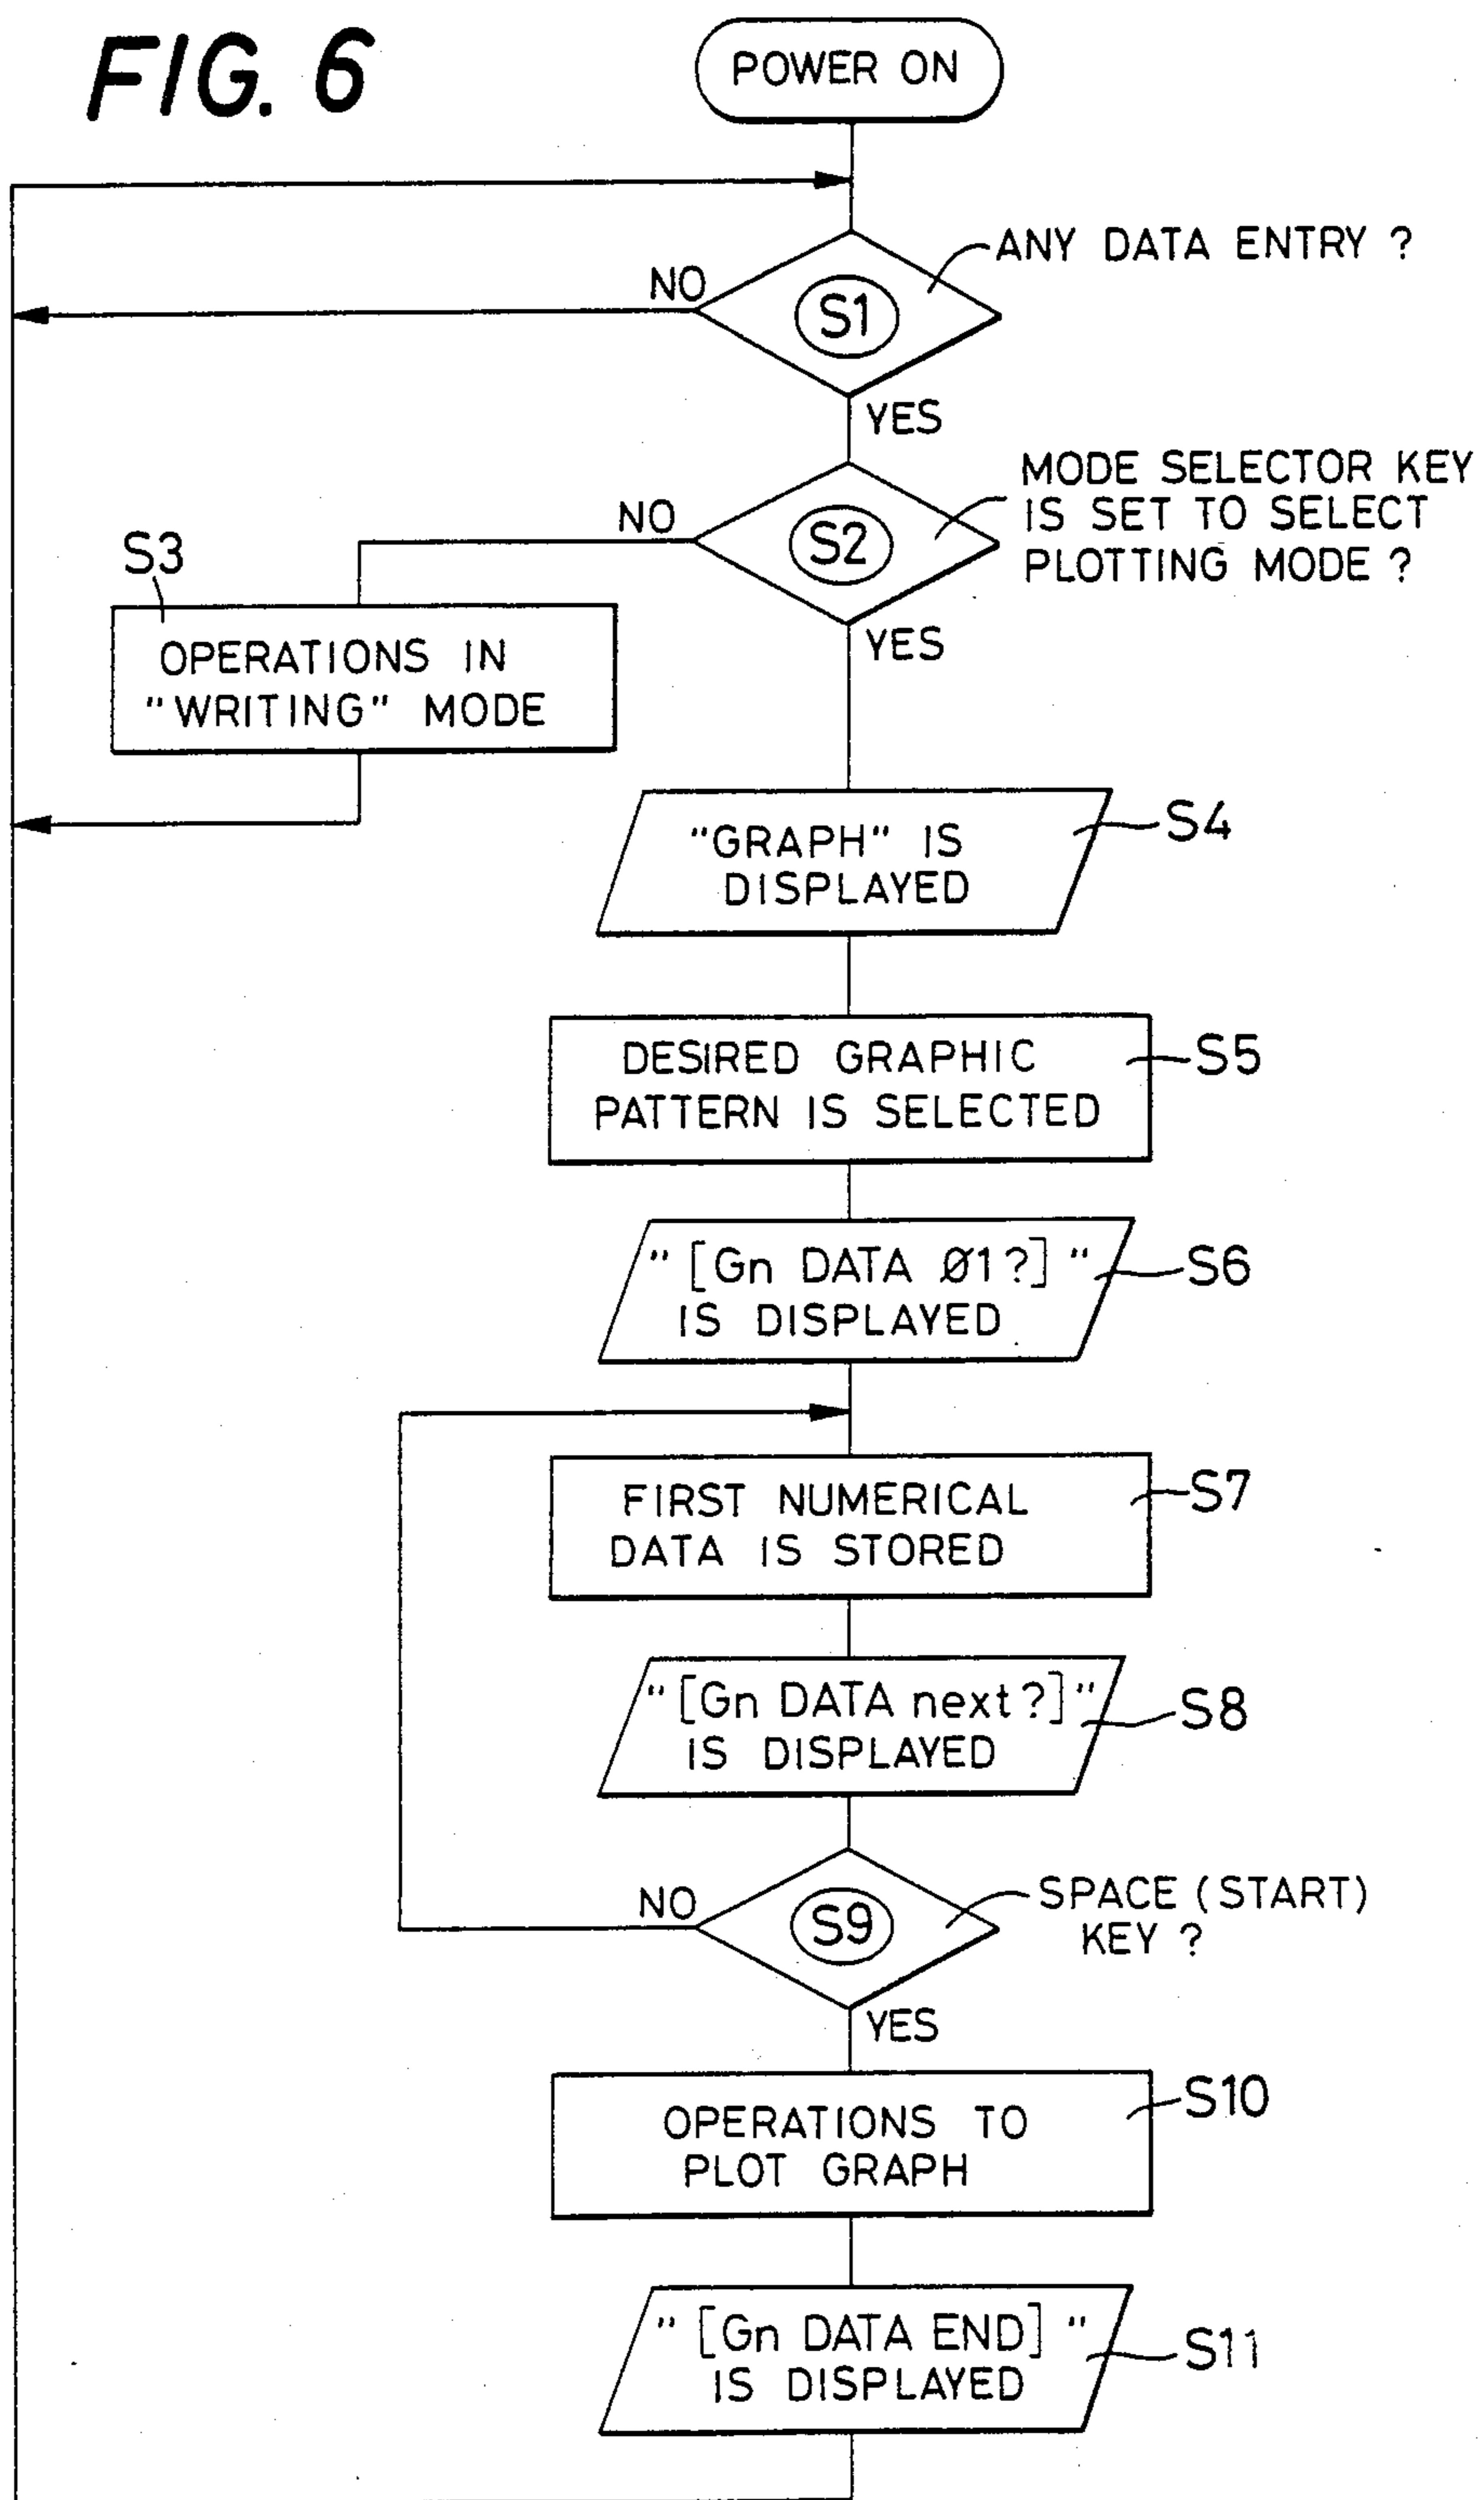 FIG. 6
POWER ON
ANY DATA ENTRY ?
NO
S1
YES
MODE SELECTOR KEY
IS SET TO SELECT
PLOTTING MODE ?
NO
S2
YES
S3
OPERATIONS IN
"WRITING" MODE
"GRAPH" IS
DISPLAYED
S4
DESIRED GRAPHIC
PATTERN IS SELECTED
S5
"[Gn DATA Ø1?]"
IS DISPLAYED
S6
FIRST NUMERICAL
DATA IS STORED
S7
"[Gn DATA next?]"
IS DISPLAYED
S8
NO
S9
SPACE (START)
KEY ?
YES
OPERATIONS TO
PLOT GRAPH
S10
"[Gn DATA END]"
IS DISPLAYED
S11